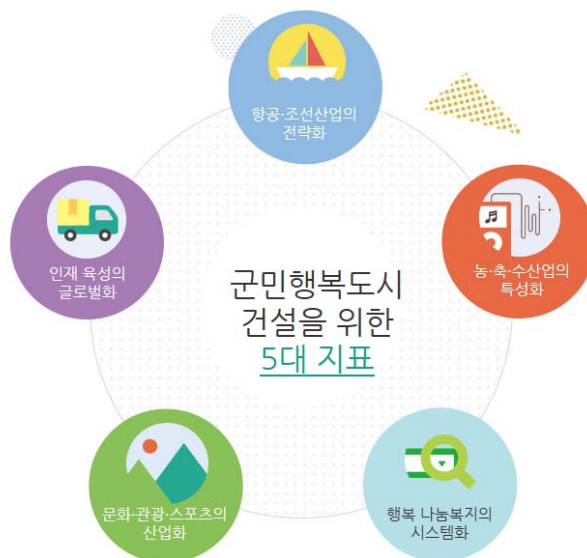 항공·조선산업의
전략화
인재 육성의
글로벌화
농·축·수산업의
특성화
군민행복도시
건설을 위한
5대 지표
문화·관광·스포츠의
산업화
행복 나눔복지의
시스템화